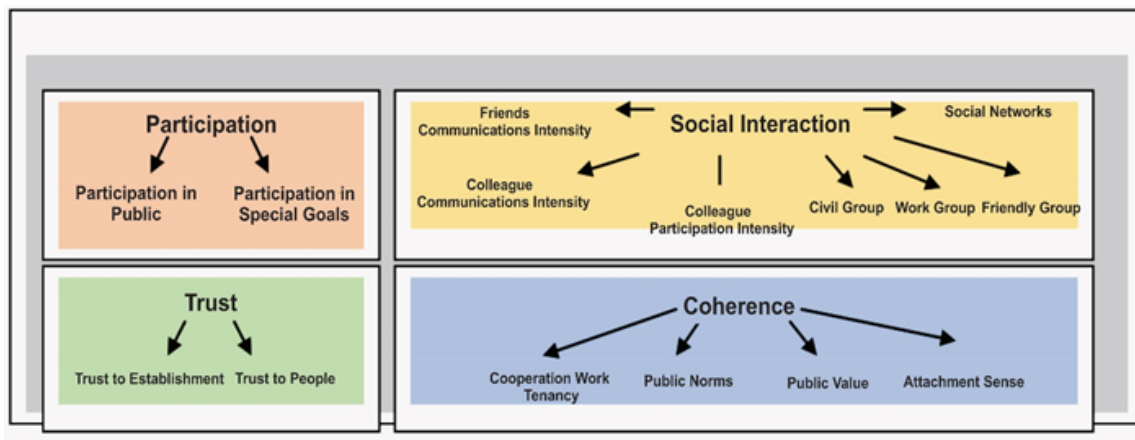 Participation
Participation in
Public
Participation in
Special Goals
Friends
Communications Intensity
Social Interaction
Social Networks
Colleague
Communications Intensity
Colleague
Participation Intensity
Civil Group
Work Group
Friendly Group
Trust
Trust to Establishment
Trust to People
Coherence
Cooperation Work
Tenancy
Public Norms
Public Value
Attachment Sense